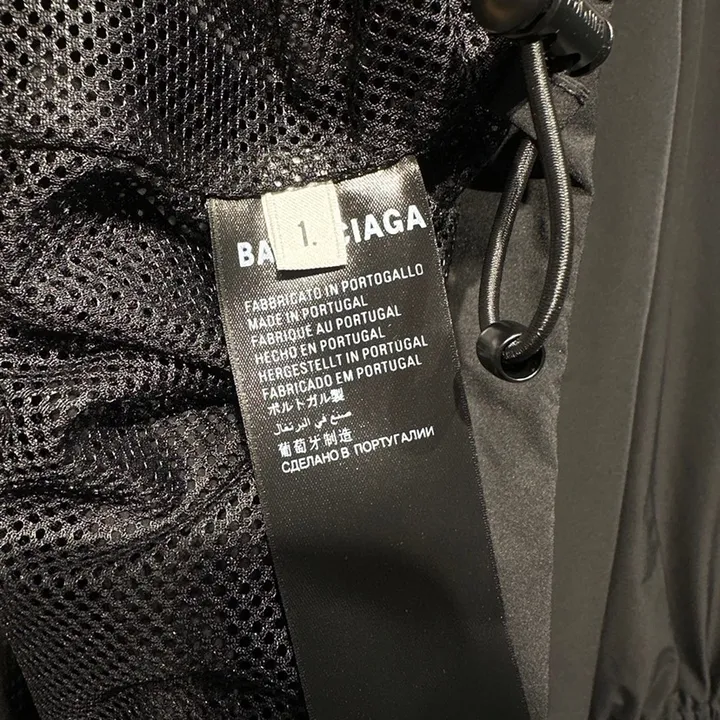 1.
BA CIAGA
FABBRICATO IN PORTOGALLO
MADE IN PORTUGAL
FABRIQUÉ AU PORTUGAL
HECHO EN PORTUGAL
HERGESTELLT IN PORTUGAL
FABRICADO EM PORTUGAL
ポルトガル製
صنع في البرتغال
葡萄牙制造
СДЕЛАНО В ПОРТУГАЛИИ